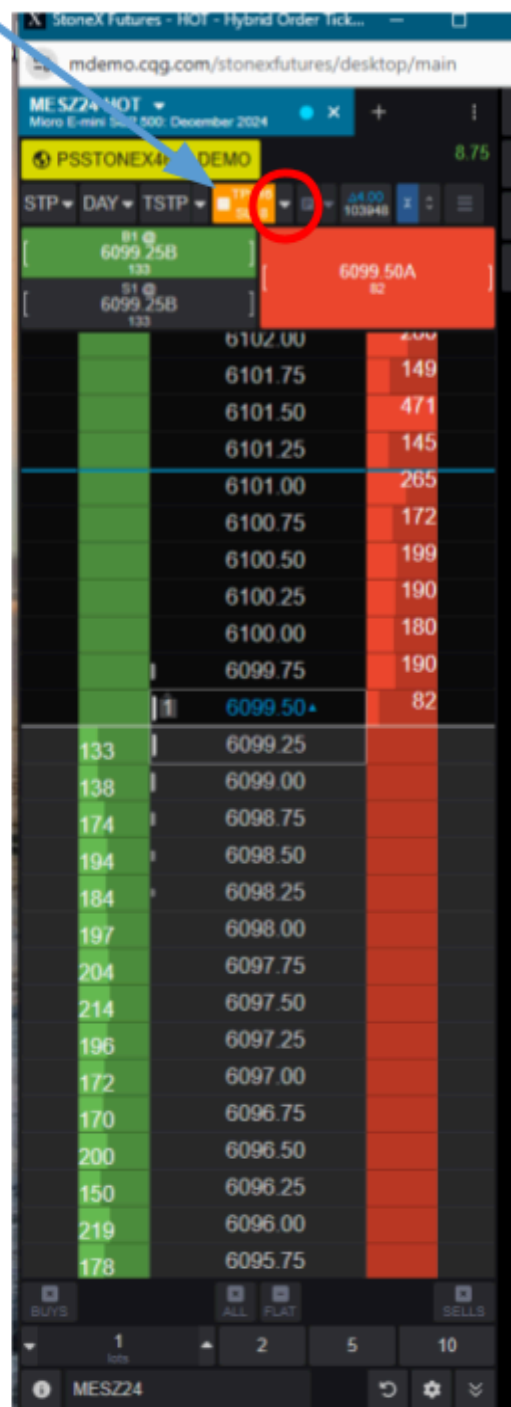 X StoneX Futures - HOT - Hybrid Order Tick...
mdemo.cqg.com/stonexfutures/desktop/main
MESZ24 HOT
Micro E-mini S&P 500: December 2024
DEMO
8.75
STP DAY TSTP
Δ4.00
103948
B1 @
6099.25B
133
6099.50A
82
S1 @
6099.25B
133
6102.00
6101.75 149
6101.50 471
6101.25 145
6101.00 265
6100.75 172
6100.50 199
6100.25 190
6100.00 180
6099.75 190
1 6099.50 82
133 6099.25
138 6099.00
174 6098.75
194 6098.50
184 6098.25
197 6098.00
204 6097.75
214 6097.50
196 6097.25
172 6097.00
170 6096.75
200 6096.50
150 6096.25
219 6096.00
178 6095.75
BUYS ALL FLAT SELLS
1 2 5 10
lots
MESZ24